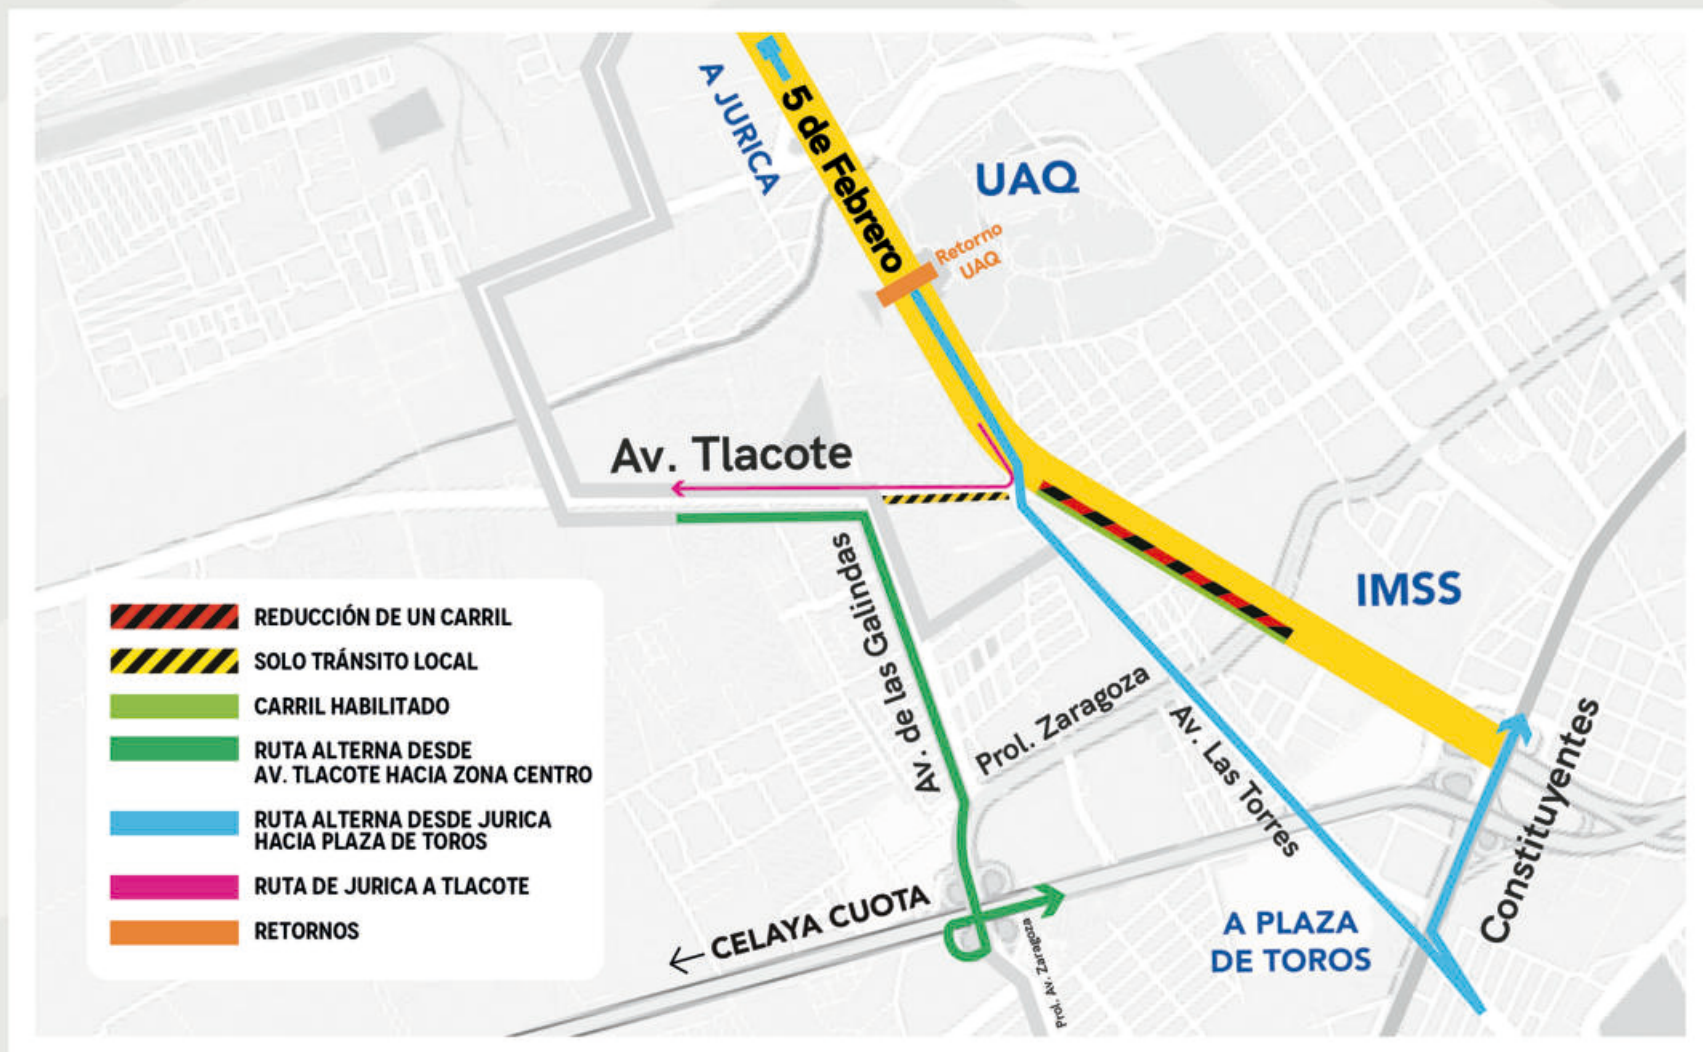 A JURICA
5 de Febrero
UAQ
Retorno
UAQ
Av. Tlacote
IMSS
Av. de las Galindas
Prol. Zaragoza
Av. Las Torres
Constituyentes
CELAYA CUOTA
Prol. Av. Zaragoza
A PLAZA
DE TOROS
REDUCCIÓN DE UN CARRIL
SOLO TRÁNSITO LOCAL
CARRIL HABILITADO
RUTA ALTERNA DESDE
AV. TLACOTE HACIA ZONA CENTRO
RUTA ALTERNA DESDE JURICA
HACIA PLAZA DE TOROS
RUTA DE JURICA A TLACOTE
RETORNOS